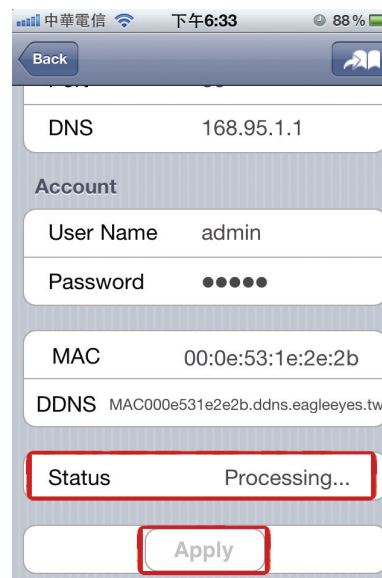 中華電信 下午6:33 88%
Back
DNS 168.95.1.1
Account
User Name admin
Password ●●●●●
MAC 00:0e:53:1e:2e:2b
DDNS MAC000e531e2e2b.ddns.eagleeyes.tw
Status Processing...
Apply